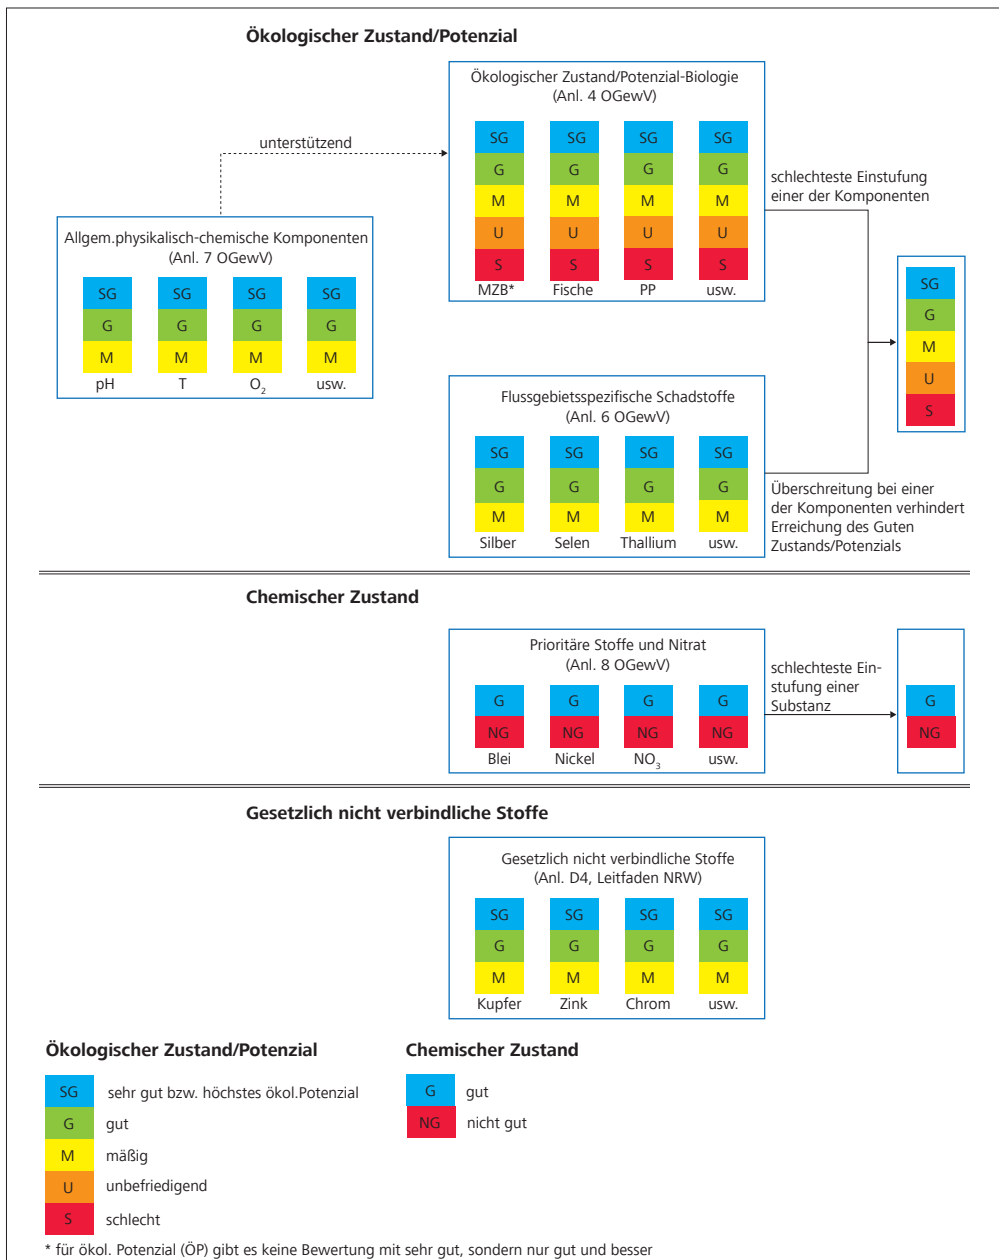 Ökologischer Zustand/Potenzial
Ökologischer Zustand/Potenzial-Biologie
(Anl. 4 OGewV)
unterstützend
SG SG SG SG
G G G G
M M M M
U U U U
S S S S
MZB* Fische PP usw.
schlechteste Einstufung
einer der Komponenten
Allgem.physikalisch-chemische Komponenten
(Anl. 7 OGewV)
SG SG SG SG
G G G G
M M M M
pH T O₂ usw.
SG
G
M
U
S
Flussgebietsspezifische Schadstoffe
(Anl. 6 OGewV)
SG SG SG SG
G G G G
M M M M
Silber Selen Thallium usw.
Überschreitung bei einer
der Komponenten verhindert
Erreichung des Guten
Zustands/Potenzials
Chemischer Zustand
Prioritäre Stoffe und Nitrat
(Anl. 8 OGewV)
G G G G
NG NG NG NG
Blei Nickel NO₃ usw.
schlechteste Ein-
stufung einer
Substanz
G
NG
Gesetzlich nicht verbindliche Stoffe
Gesetzlich nicht verbindliche Stoffe
(Anl. D4, Leitfaden NRW)
SG SG SG SG
G G G G
M M M M
Kupfer Zink Chrom usw.
Ökologischer Zustand/Potenzial
SG sehr gut bzw. höchstes ökol.Potenzial
G gut
M mäßig
U unbefriedigend
S schlecht
Chemischer Zustand
G gut
NG nicht gut
* für ökol. Potenzial (ÖP) gibt es keine Bewertung mit sehr gut, sondern nur gut und besser